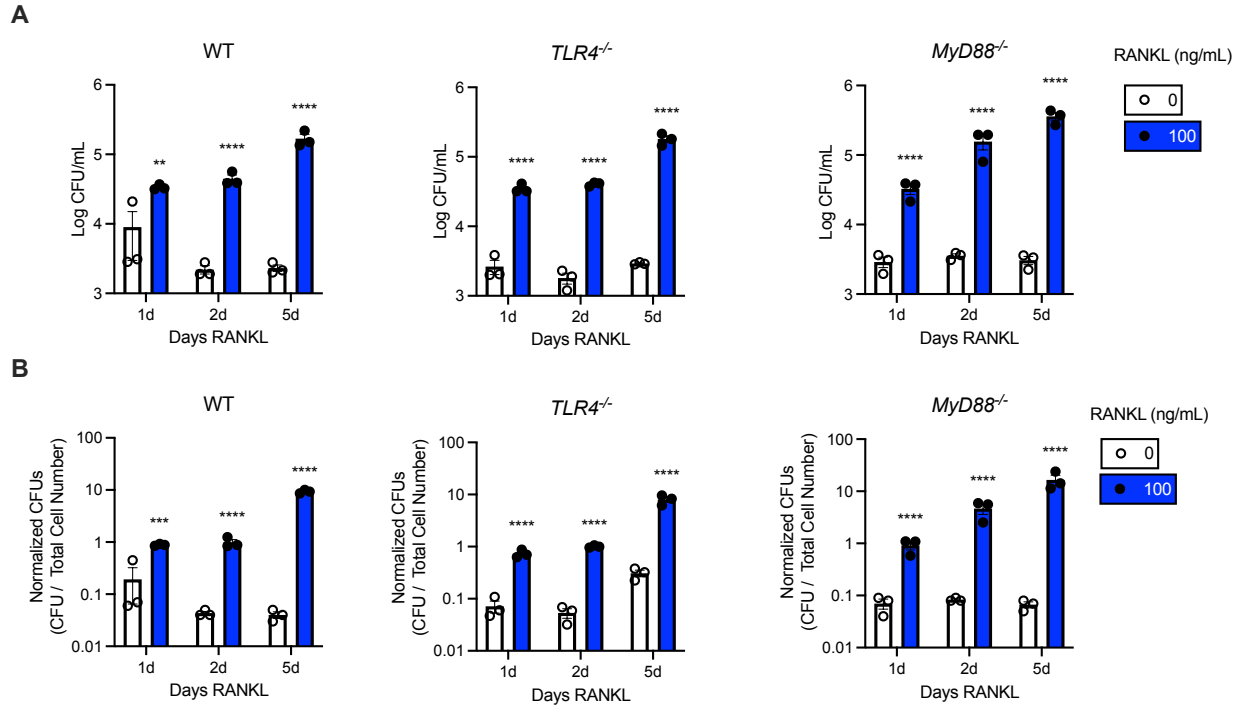 A
WT
TLR4-/-
MyD88-/-
RANKL (ng/mL)
0
100
Log CFU/mL
6
5
4
3
**
****
****
1d
2d
5d
Days RANKL
Log CFU/mL
6
5
4
3
****
****
****
1d
2d
5d
Days RANKL
Log CFU/mL
6
5
4
3
****
****
****
1d
2d
5d
Days RANKL
B
WT
TLR4-/-
MyD88-/-
RANKL (ng/mL)
0
100
Normalized CFUs
(CFU / Total Cell Number)
100
10
1
0.1
0.01
***
****
****
1d
2d
5d
Days RANKL
Normalized CFUs
(CFU / Total Cell Number)
100
10
1
0.1
0.01
****
****
****
1d
2d
5d
Days RANKL
Normalized CFUs
(CFU / Total Cell Number)
100
10
1
0.1
0.01
****
****
****
1d
2d
5d
Days RANKL